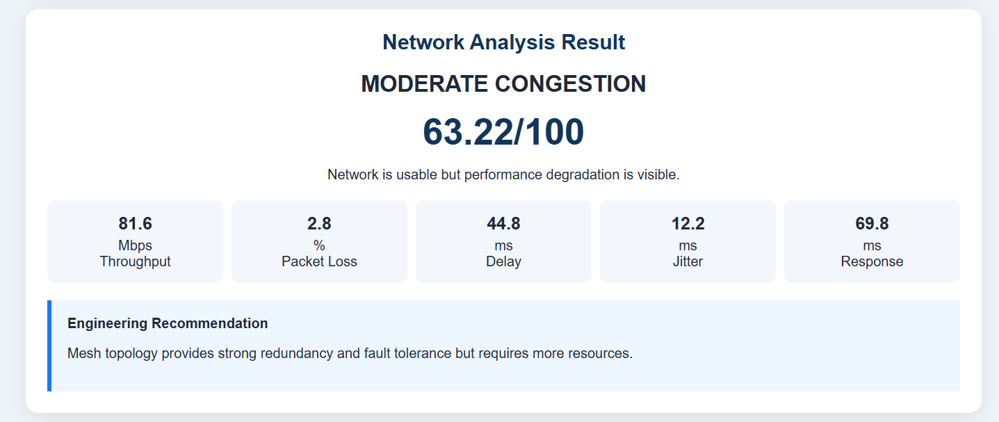 Network Analysis Result
MODERATE CONGESTION
63.22/100
Network is usable but performance degradation is visible.
81.6
Mbps
Throughput
2.8
%
Packet Loss
44.8
ms
Delay
12.2
ms
Jitter
69.8
ms
Response
Engineering Recommendation
Mesh topology provides strong redundancy and fault tolerance but requires more resources.